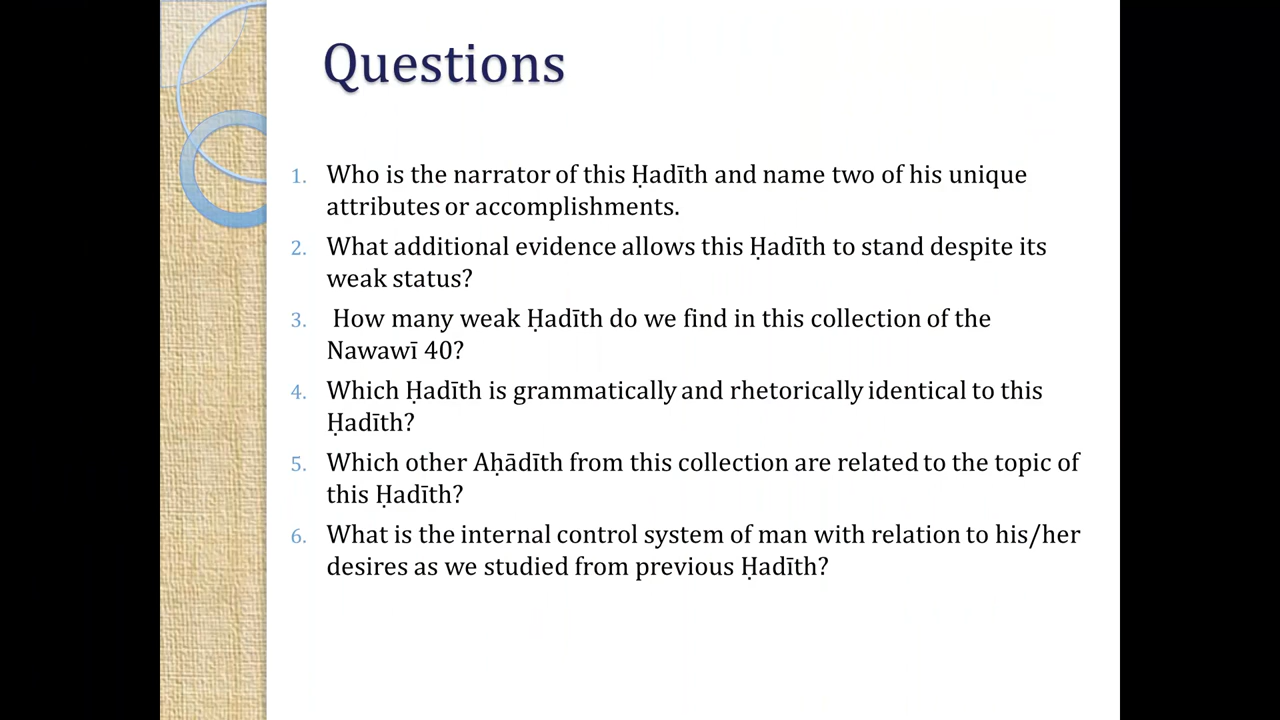 Questions
1. Who is the narrator of this Ḥadīth and name two of his unique
attributes or accomplishments.
2. What additional evidence allows this Ḥadīth to stand despite its
weak status?
3. How many weak Ḥadīth do we find in this collection of the
Nawawī 40?
4. Which Ḥadīth is grammatically and rhetorically identical to this
Ḥadīth?
5. Which other Aḥādīth from this collection are related to the topic of
this Ḥadīth?
6. What is the internal control system of man with relation to his/her
desires as we studied from previous Ḥadīth?